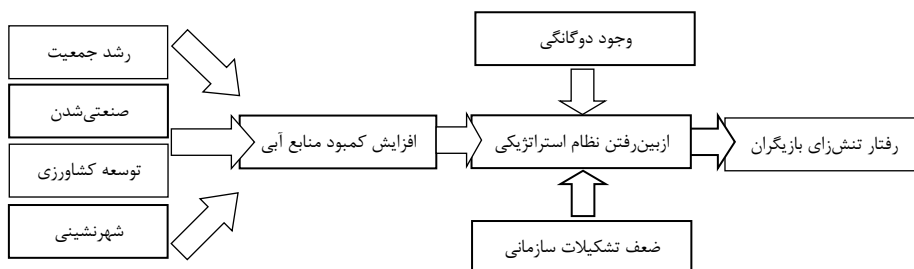 رشد جمعیت
صنعتی‌شدن
توسعه کشاورزی
شهرنشینی
افزایش کمبود منابع آبی
وجود دوگانگی
ازبین‌رفتن نظام استراتژیکی
ضعف تشکیلات سازمانی
رفتار تنش‌زای بازیگران